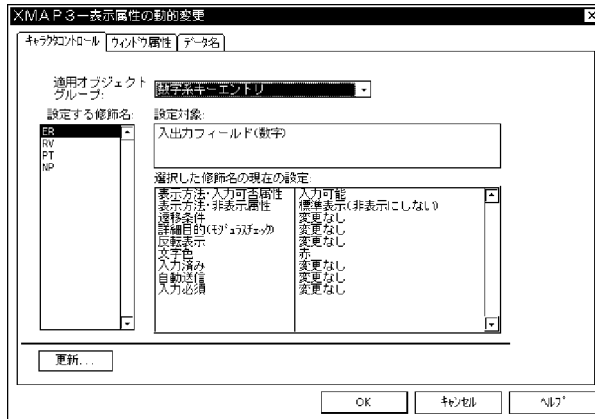 XMAP3－表示属性の動的変更
ｷｬﾗｸﾀｺﾝﾄﾛｰﾙ ｳｨﾝﾄﾞｳ属性 ﾃﾞｰﾀ名
適用オブジェクト
グループ:
数字系キーエントリ
設定する修飾名:
ER
RV
PT
NP
設定対象:
入出力フィールド(数字)
選択した修飾名の現在の設定:
表示方法・入力可否属性 入力可能
表示方法・非表示属性 標準表示(非表示にしない)
遷移条件 変更なし
詳細目的(ﾓｼﾞｭﾗｽﾁｪｯｸ) 変更なし
反転表示 変更なし
文字色 赤
入力済み 変更なし
自動送信 変更なし
入力必須 変更なし
更新...
OK ｷｬﾝｾﾙ ﾍﾙﾌﾟ